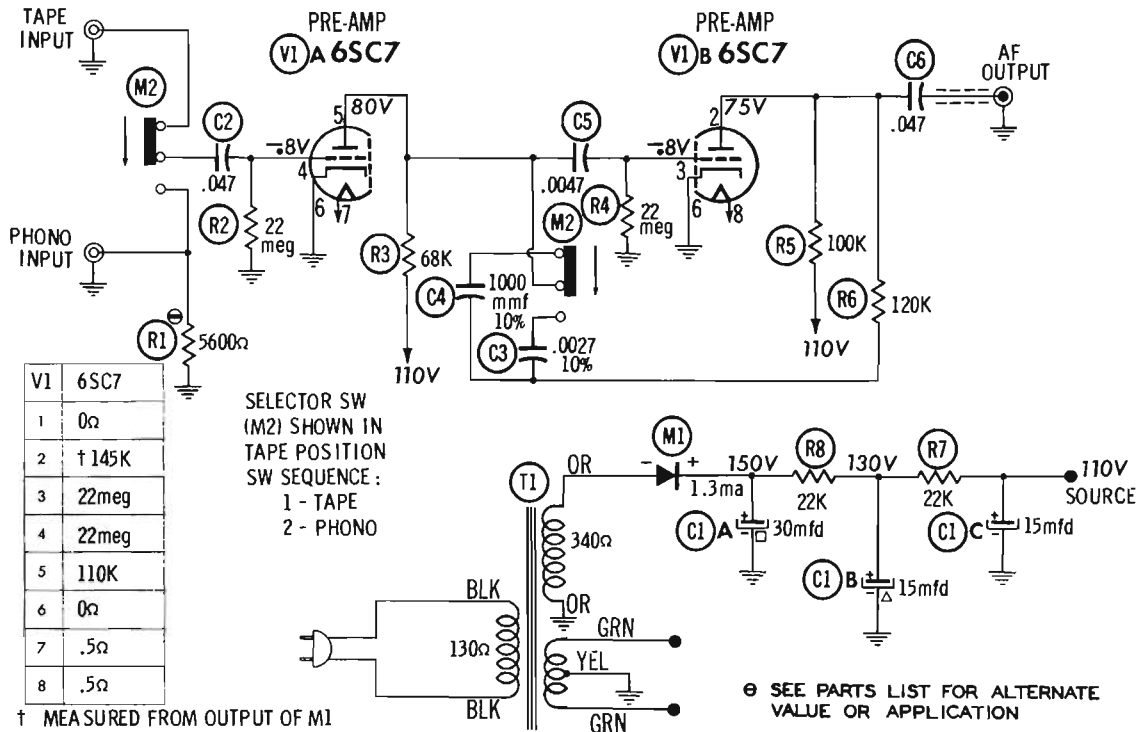 TAPE
INPUT
PRE-AMP
V1 A 6SC7
PRE-AMP
V1 B 6SC7
AF
OUTPUT
C6
.047
M2
C2
.047
R2
22
meg
-.8V
5
80V
4
6
7
C5
.0047
-.8V
2
75V
3
6
8
R4
22
meg
M2
R3
68K
110V
C4
1000
mmf
10%
C3
.0027
10%
R5
100K
110V
R6
120K
PHONO
INPUT
⊖
R1
5600Ω
V1 6SC7
1 0Ω
2 † 145K
3 22meg
4 22meg
5 110K
6 0Ω
7 .5Ω
8 .5Ω
† MEASURED FROM OUTPUT OF M1
SELECTOR SW
(M2) SHOWN IN
TAPE POSITION
SW SEQUENCE :
1 - TAPE
2 - PHONO
T1
OR
340Ω
OR
BLK
130Ω
BLK
GRN
YEL
GRN
M1
- +
1.3ma
150V
R8
22K
130V
R7
22K
110V
SOURCE
C1 A
+
-
30mfd
C1 B
+
-
15mfd
C1 C
+
-
15mfd
⊖ SEE PARTS LIST FOR ALTERNATE
VALUE OR APPLICATION